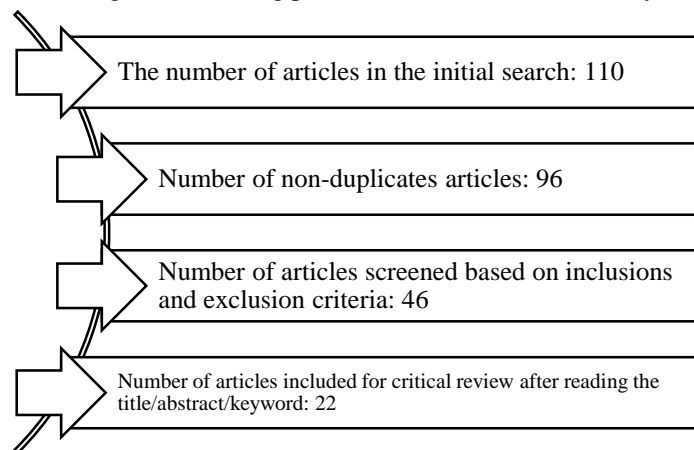 The number of articles in the initial search: 110
Number of non-duplicates articles: 96
Number of articles screened based on inclusions
and exclusion criteria: 46
Number of articles included for critical review after reading the
title/abstract/keyword: 22